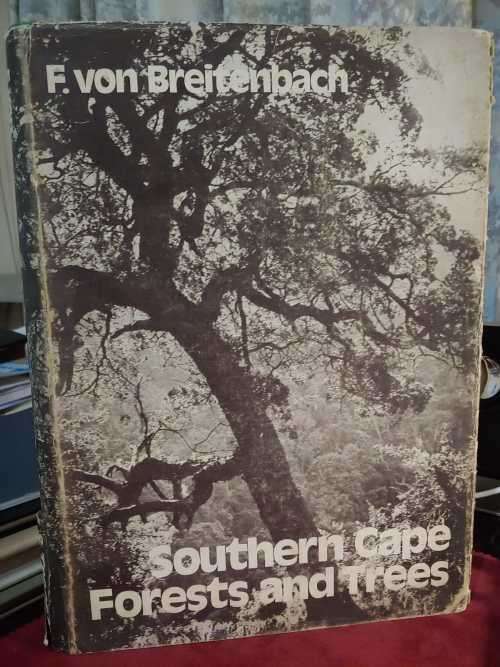 F. von Breitenbach
Southern Cape
Forests and Trees